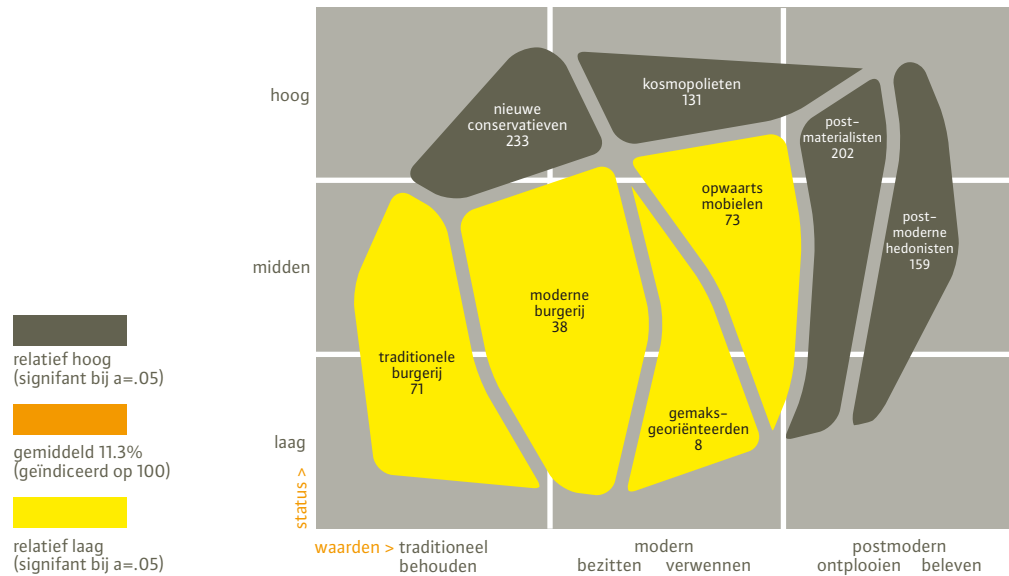 hoog
midden
laag
status >
nieuwe
conservatieven
233
kosmopolieten
131
post-
materialisten
202
opwaarts
mobielen
73
post-
moderne
hedonisten
159
moderne
burgerij
38
traditionele
burgerij
71
gemaks-
georiënteerden
8
relatief hoog
(signifant bij a=.05)
gemiddeld 11.3%
(geïndiceerd op 100)
relatief laag
(signifant bij a=.05)
waarden > traditioneel
behouden
modern
bezitten verwennen
postmodern
ontplooien beleven